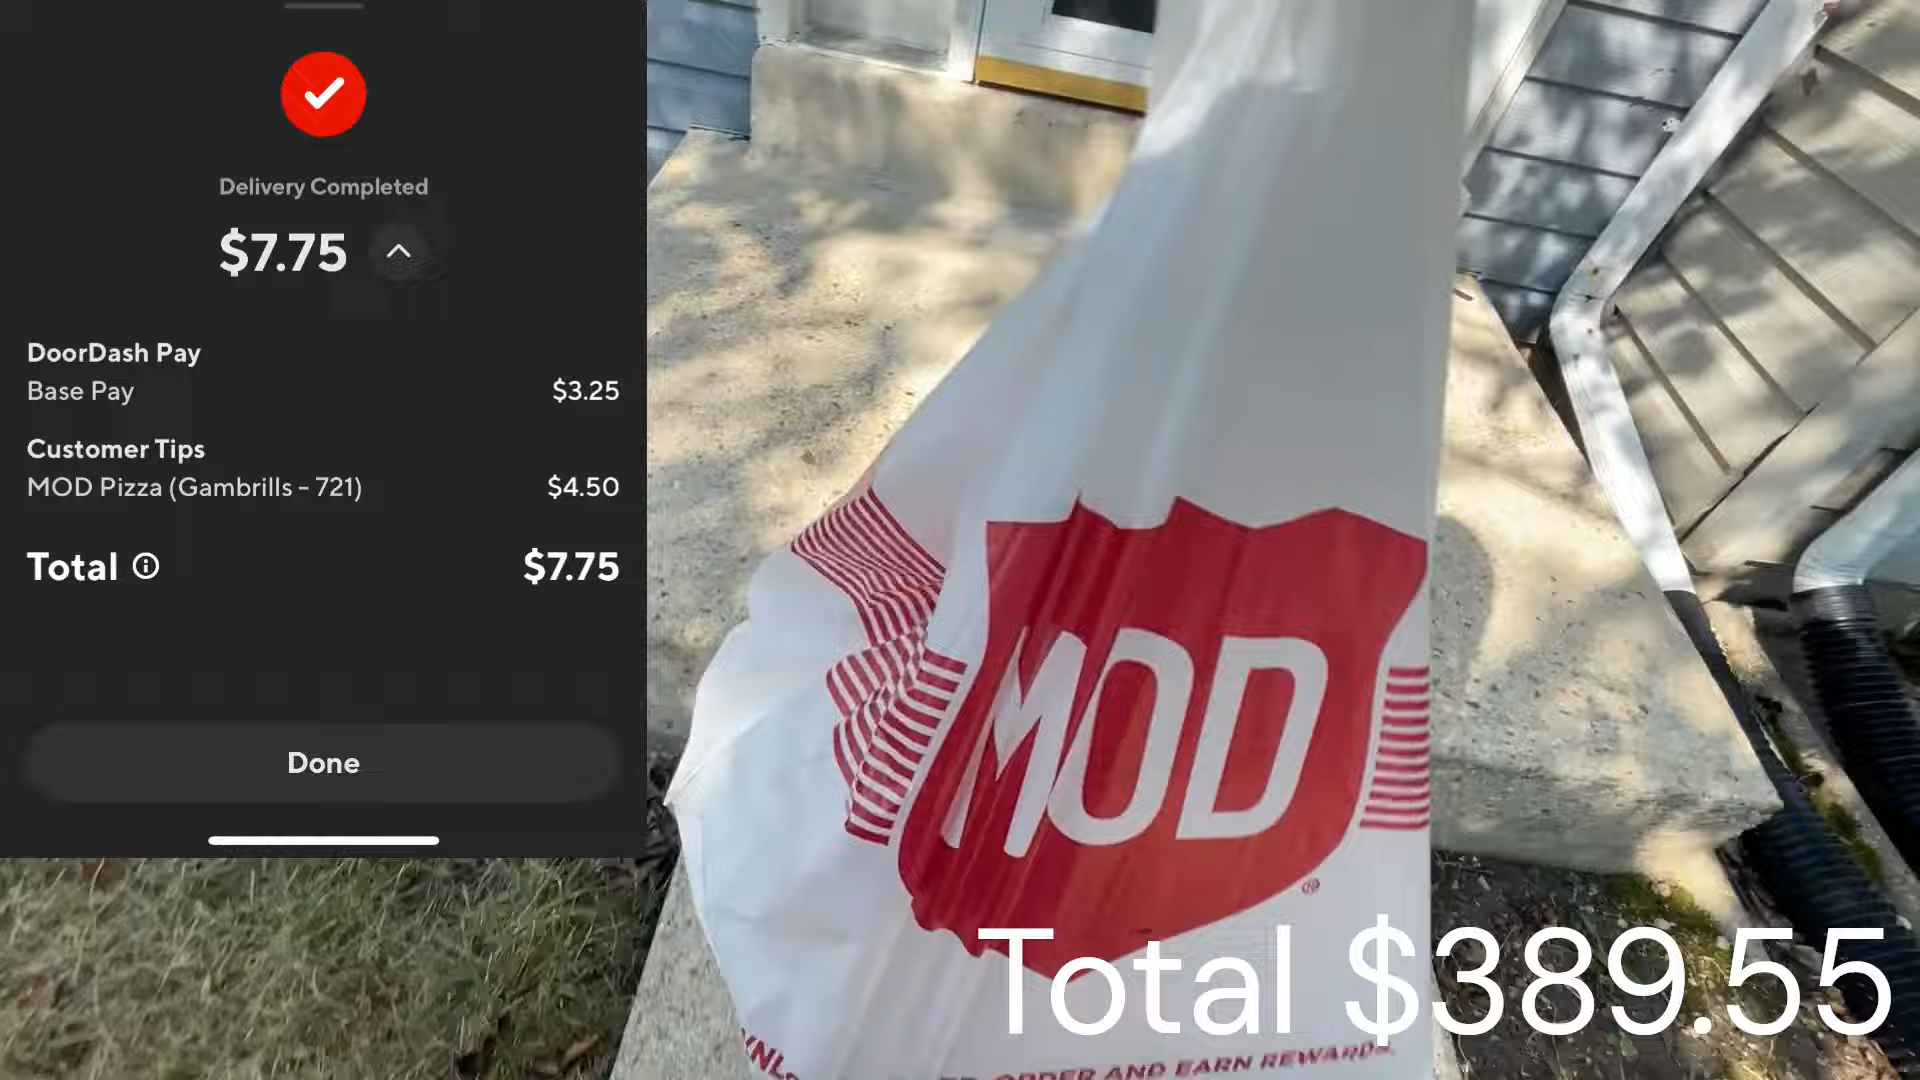 Delivery Completed
$7.75
DoorDash Pay
Base Pay $3.25
Customer Tips
MOD Pizza (Gambrills - 721) $4.50
Total $7.75
Done
MOD
®
Total $389.55
ORDER AND EARN REWARDS.